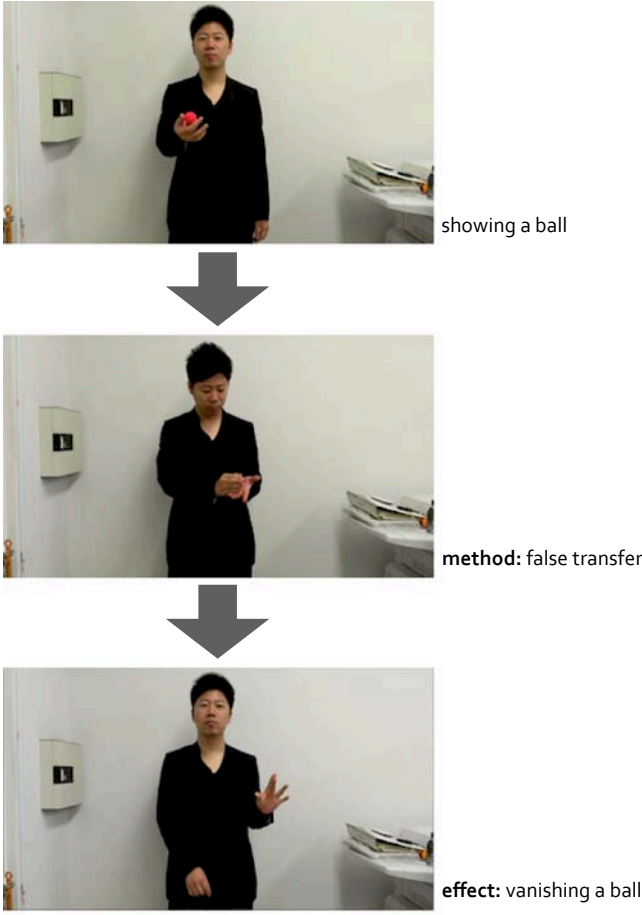 showing a ball
method: false transfer
effect: vanishing a ball